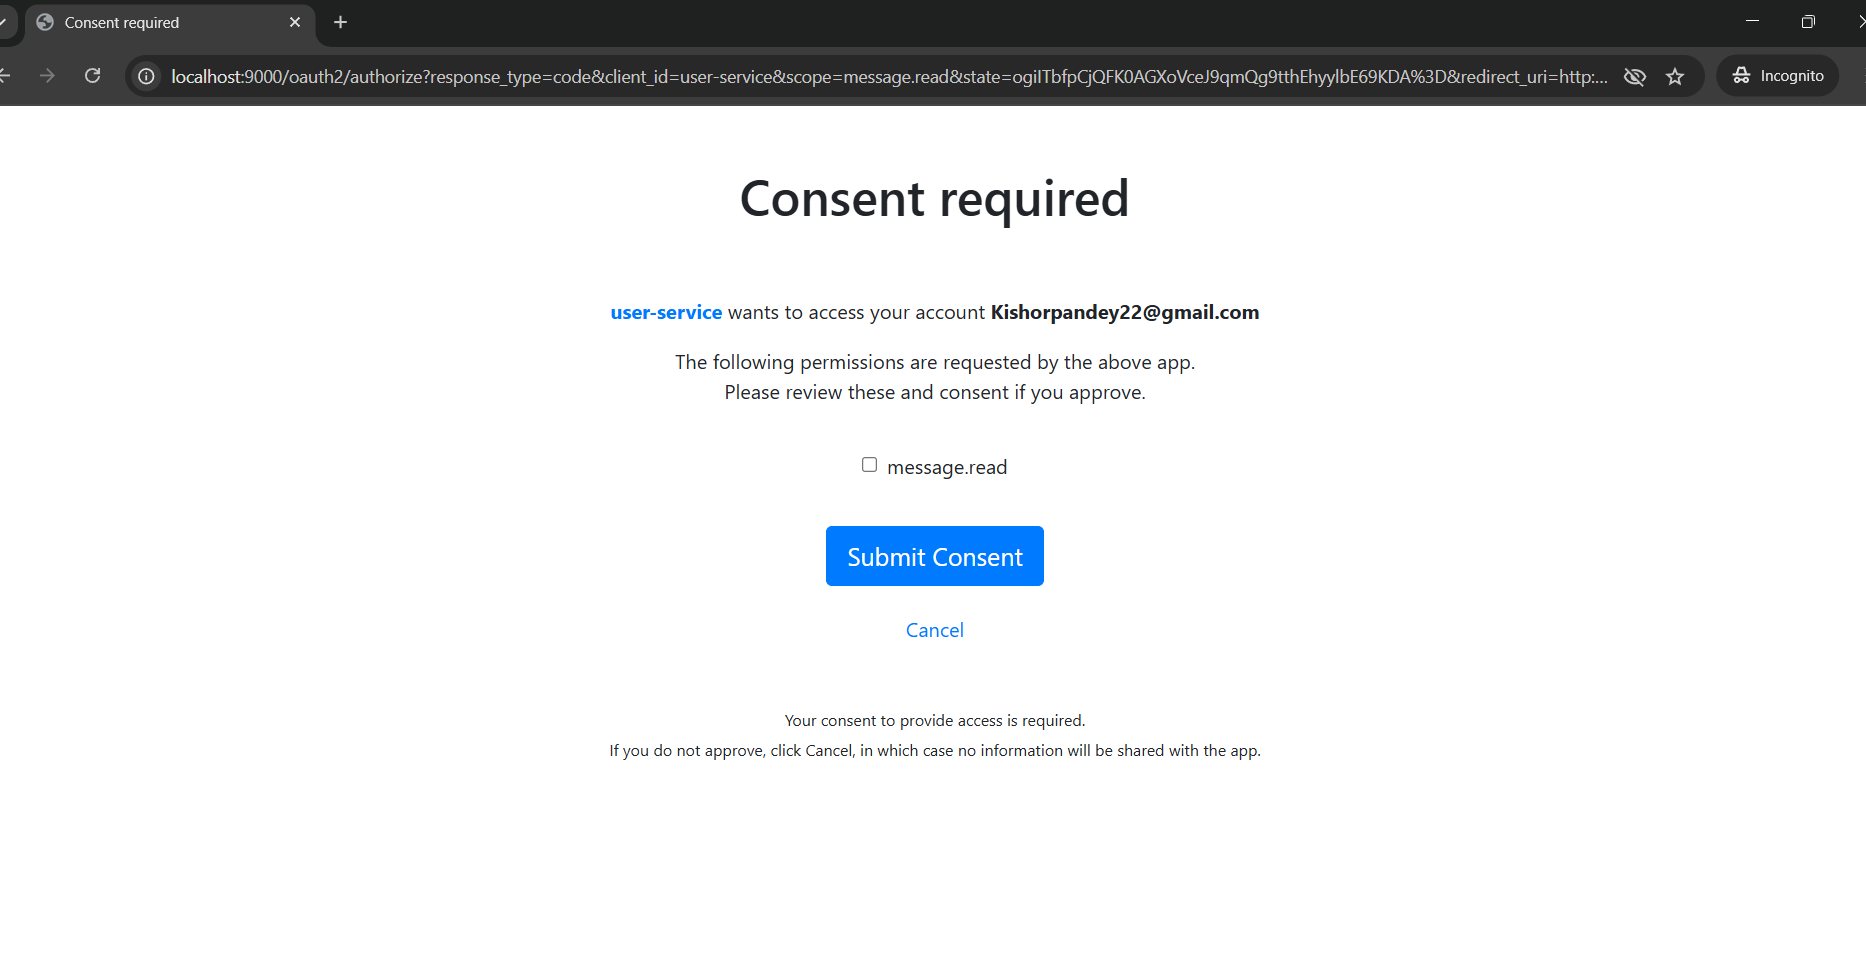 Consent required
localhost:9000/oauth2/authorize?response_type=code&client_id=user-service&scope=message.read&state=ogiITbfpCjQFK0AGXoVceJ9qmQg9tthEhyylbE69KDA%3D&redirect_uri=http:...
Incognito
Consent required
user-service wants to access your account Kishorpandey22@gmail.com
The following permissions are requested by the above app.
Please review these and consent if you approve.
message.read
Submit Consent
Cancel
Your consent to provide access is required.
If you do not approve, click Cancel, in which case no information will be shared with the app.